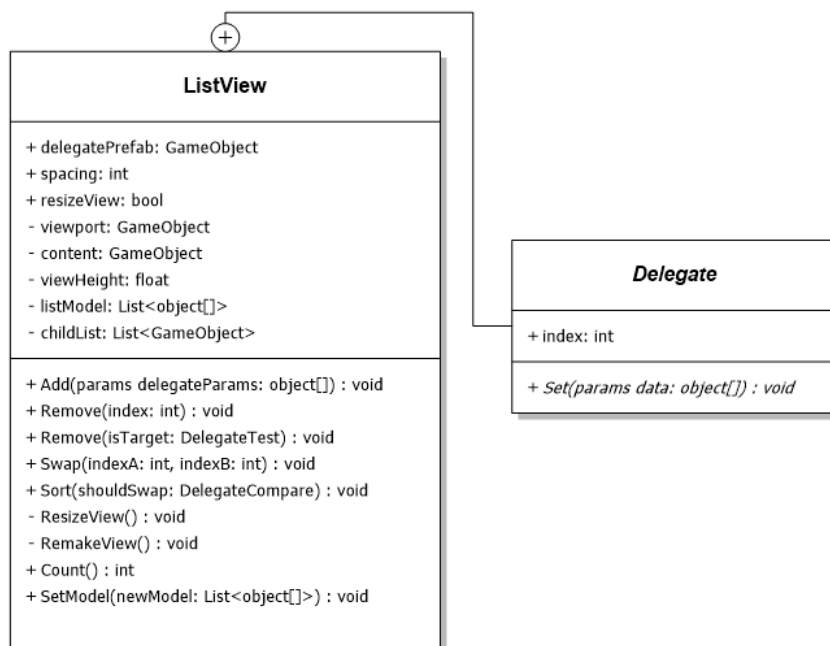 ListView
+ delegatePrefab: GameObject
+ spacing: int
+ resizeView: bool
- viewport: GameObject
- content: GameObject
- viewHeight: float
- listModel: List<object[]>
- childList: List<GameObject>
+ Add(params delegateParams: object[]) : void
+ Remove(index: int) : void
+ Remove(isTarget: DelegateTest) : void
+ Swap(indexA: int, indexB: int) : void
+ Sort(shouldSwap: DelegateCompare) : void
- ResizeView() : void
- RemakeView() : void
+ Count() : int
+ SetModel(newModel: List<object[]>) : void
Delegate
+ index: int
+ Set(params data: object[]) : void